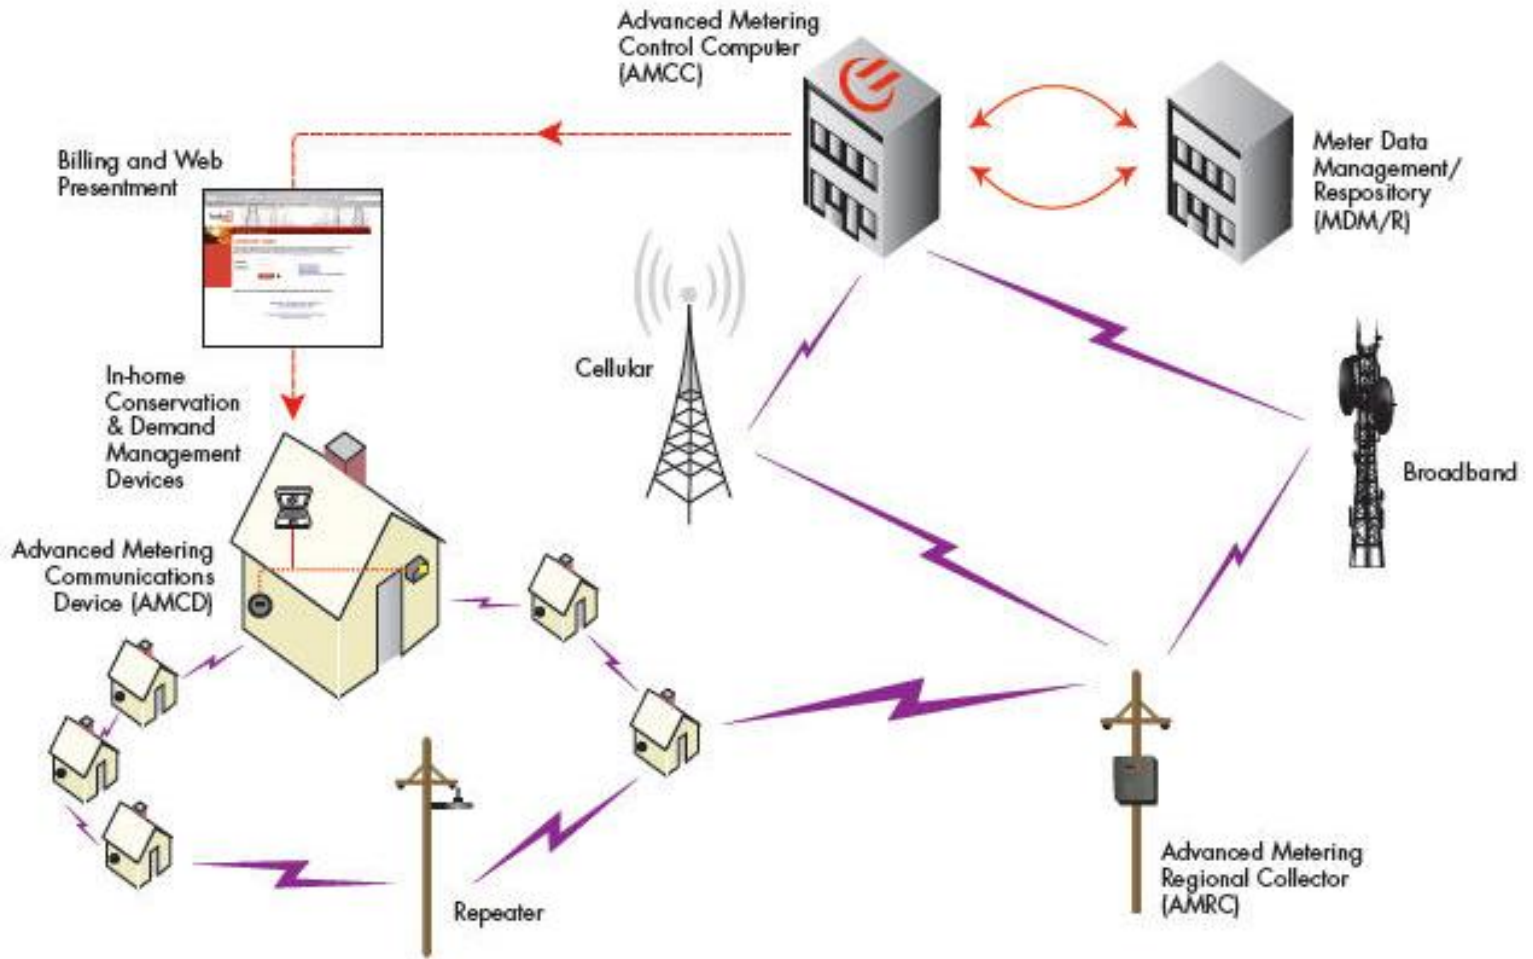 Advanced Metering
Control Computer
(AMCC)
Billing and Web
Presentment
Meter Data
Management/
Respository
(MDM/R)
Cellular
In-home
Conservation
& Demand
Management
Devices
Broadband
Advanced Metering
Communications
Device (AMCD)
Advanced Metering
Regional Collector
(AMRC)
Repeater